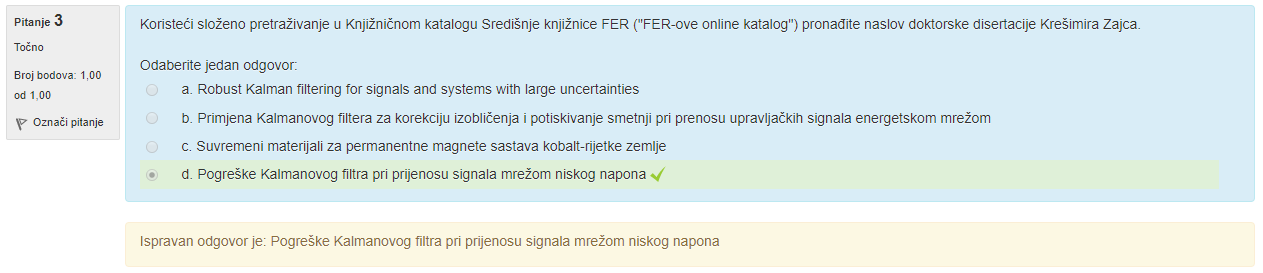 Pitanje 3
Točno
Broj bodova: 1,00
od 1,00
Označi pitanje
Koristeći složeno pretraživanje u Knjižničnom katalogu Središnje knjižnice FER ("FER-ove online katalog") pronađite naslov doktorske disertacije Krešimira Zajca.
Odaberite jedan odgovor:
a. Robust Kalman filtering for signals and systems with large uncertainties
b. Primjena Kalmanovog filtera za korekciju izobličenja i potiskivanje smetnji pri prenosu upravljačkih signala energetskom mrežom
c. Suvremeni materijali za permanentne magnete sastava kobalt-rijetke zemlje
d. Pogreške Kalmanovog filtra pri prijenosu signala mrežom niskog napona
Ispravan odgovor je: Pogreške Kalmanovog filtra pri prijenosu signala mrežom niskog napona